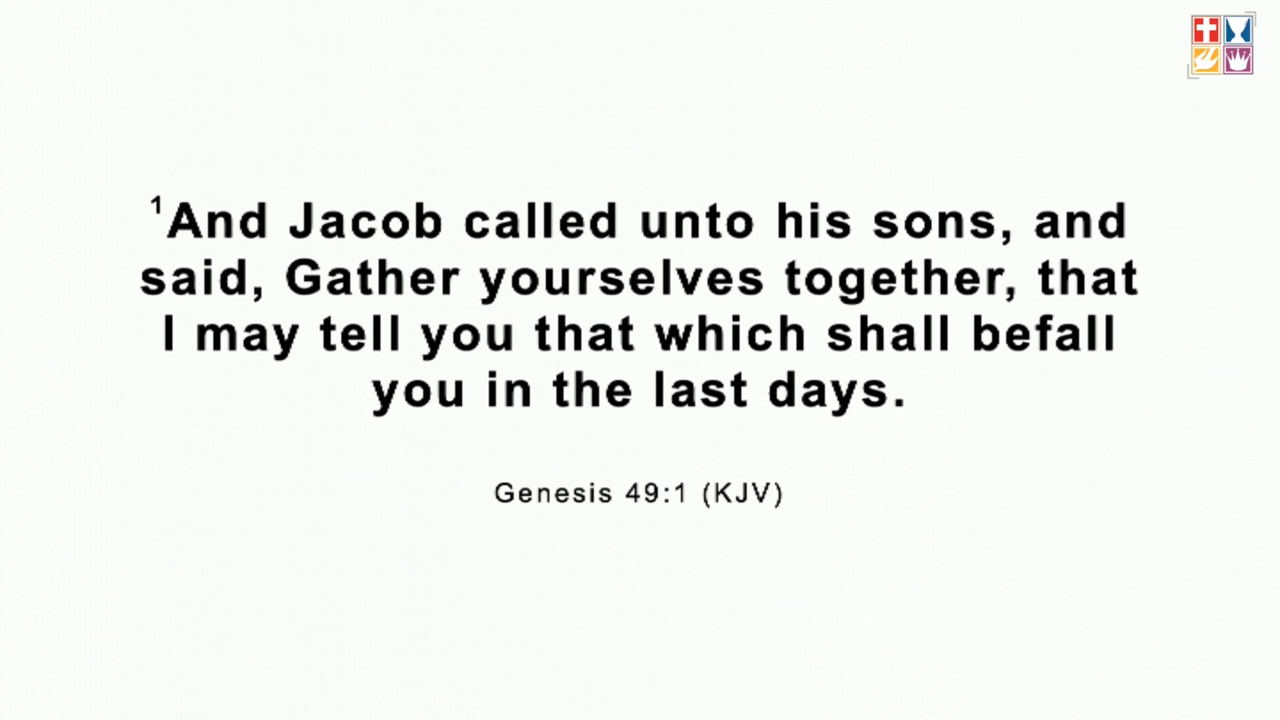 ¹And Jacob called unto his sons, and
said, Gather yourselves together, that
I may tell you that which shall befall
you in the last days.
Genesis 49:1 (KJV)